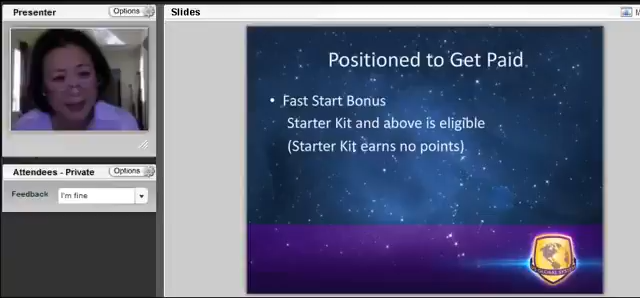 Presenter
Options
Slides
Positioned to Get Paid
• Fast Start Bonus
Starter Kit and above is eligible
(Starter Kit earns no points)
Attendees - Private
Options
Feedback
I'm fine